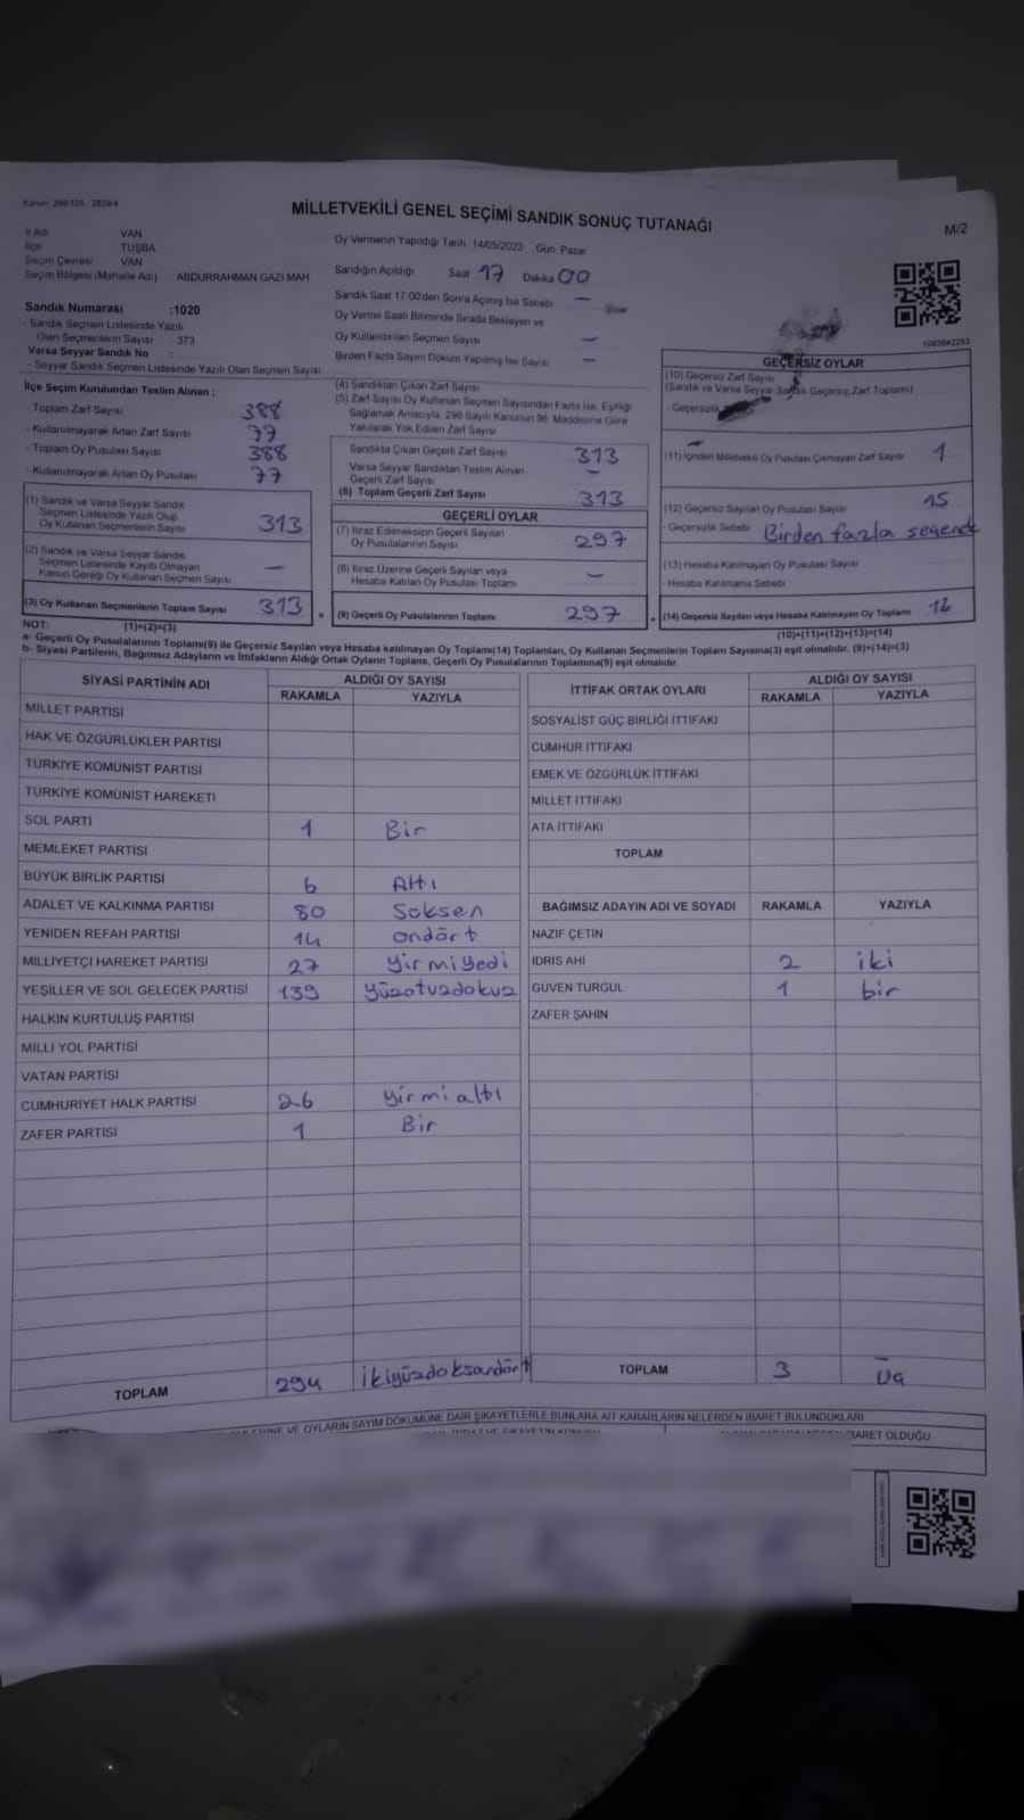 MİLLETVEKİLİ GENEL SEÇİMİ SANDIK SONUÇ TUTANAĞI
M/2
İl Adı VAN
İlçe TUŞBA
Seçim Çevresi VAN
Seçim Bölgesi (Mahalle Adı) ABDURRAHMAN GAZİ MAH
Oy Vermenin Yapıldığı Tarih 14/05/2023 Gün Pazar
Sandığın Açıldığı Saat 17 Dakika 00
Sandık Saat 17:00'den Sonra Açılmış İse Sebebi –
Oy Verme Saati Bitiminde Sırada Bekleyen ve
Oy Kullandırılan Seçmen Sayısı –
Birden Fazla Sayım Döküm Yapılmış İse Sayısı –
Sandık Numarası :1020
- Sandık Seçmen Listesinde Yazılı
Olan Seçmenlerin Sayısı 373
Varsa Seyyar Sandık No :
- Seyyar Sandık Seçmen Listesinde Yazılı Olan Seçmen Sayısı
İlçe Seçim Kurulundan Teslim Alınan :
- Toplam Zarf Sayısı 388
- Kullanılmayarak Artan Zarf Sayısı 77
- Toplam Oy Pusulası Sayısı 388
- Kullanılmayarak Artan Oy Pusulası 77
(1) Sandık ve Varsa Seyyar Sandık
Seçmen Listesinde Yazılı Olup
Oy Kullanan Seçmenlerin Sayısı 313
(2) Sandık ve Varsa Seyyar Sandık
Seçmen Listesinde Kayıtlı Olmayan
Kanun Gereği Oy Kullanan Seçmen Sayısı –
(3) Oy Kullanan Seçmenlerin Toplam Sayısı 313
(1)+(2)=(3)
(4) Sandıktan Çıkan Zarf Sayısı
(5) Zarf Sayısı Oy Kullanan Seçmen Sayısından Fazla İse, Eşitliği
Sağlamak Amacıyla, 298 Sayılı Kanunun 98. Maddesine Göre
Yakılarak Yok Edilen Zarf Sayısı
Sandıkta Çıkan Geçerli Zarf Sayısı 313
Varsa Seyyar Sandıktan Teslim Alınan
Geçerli Zarf Sayısı –
(6) Toplam Geçerli Zarf Sayısı 313
GEÇERLİ OYLAR
(7) İtiraz Edilmeksizin Geçerli Sayılan
Oy Pusulalarının Sayısı 297
(8) İtiraz Üzerine Geçerli Sayılan veya
Hesaba Katılan Oy Pusulası Toplamı –
(9) Geçerli Oy Pusulalarının Toplamı 297
GEÇERSİZ OYLAR
(10) Geçersiz Zarf Sayısı
(Sandık ve Varsa Seyyar Sandık Geçersiz Zarf Toplamı)
(11) İçinden Milletvekili Oy Pusulası Çıkmayan Zarf Sayısı 1
(12) Geçersiz Sayılan Oy Pusulası Sayısı 15
- Geçersizlik Sebebi Birden fazla seçenek
(13) Hesaba Katılmayan Oy Pusulası Sayısı
- Hesaba Katılmama Sebebi
(14) Geçersiz Sayılan veya Hesaba Katılmayan Oy Toplamı 16
(10)+(11)+(12)+(13)=(14)
NOT:
a- Geçerli Oy Pusulalarının Toplamı(9) ile Geçersiz Sayılan veya Hesaba katılmayan Oy Toplamı(14) Toplamları, Oy Kullanan Seçmenlerin Toplam Sayısına(3) eşit olmalıdır. (9)+(14)=(3)
b- Siyasi Partilerin, Bağımsız Adayların ve İttifakların Aldığı Ortak Oyların Toplamı, Geçerli Oy Pusulalarının Toplamına(9) eşit olmalıdır.
SİYASİ PARTİNİN ADI ALDIĞI OY SAYISI
RAKAMLA YAZIYLA
MİLLET PARTİSİ
HAK VE ÖZGÜRLÜKLER PARTİSİ
TÜRKİYE KOMÜNİST PARTİSİ
TÜRKİYE KOMÜNİST HAREKETİ
SOL PARTİ 1 Bir
MEMLEKET PARTİSİ
BÜYÜK BİRLİK PARTİSİ 6 Altı
ADALET VE KALKINMA PARTİSİ 80 Seksen
YENİDEN REFAH PARTİSİ 14 ondört
MİLLİYETÇİ HAREKET PARTİSİ 27 yirmiyedi
YEŞİLLER VE SOL GELECEK PARTİSİ 139 yüzotuzdokuz
HALKIN KURTULUŞ PARTİSİ
MİLLİ YOL PARTİSİ
VATAN PARTİSİ
CUMHURİYET HALK PARTİSİ 26 yirmialtı
ZAFER PARTİSİ 1 Bir
TOPLAM 294 ikiyüzdoksandört
İTTİFAK ORTAK OYLARI ALDIĞI OY SAYISI
RAKAMLA YAZIYLA
SOSYALİST GÜÇ BİRLİĞİ İTTİFAKI
CUMHUR İTTİFAKI
EMEK VE ÖZGÜRLÜK İTTİFAKI
MİLLET İTTİFAKI
ATA İTTİFAKI
TOPLAM
BAĞIMSIZ ADAYIN ADI VE SOYADI RAKAMLA YAZIYLA
NAZİF ÇETİN
İDRİS AHİ 2 iki
GÜVEN TURGUL 1 bir
ZAFER ŞAHİN
TOPLAM 3 Üç
VE OYLARIN SAYIM DÖKÜMÜNE DAİR ŞİKAYETLERLE BUNLARA AİT KARARLARIN NELERDEN İBARET BULUNDUKLARI
İBARET OLDUĞU